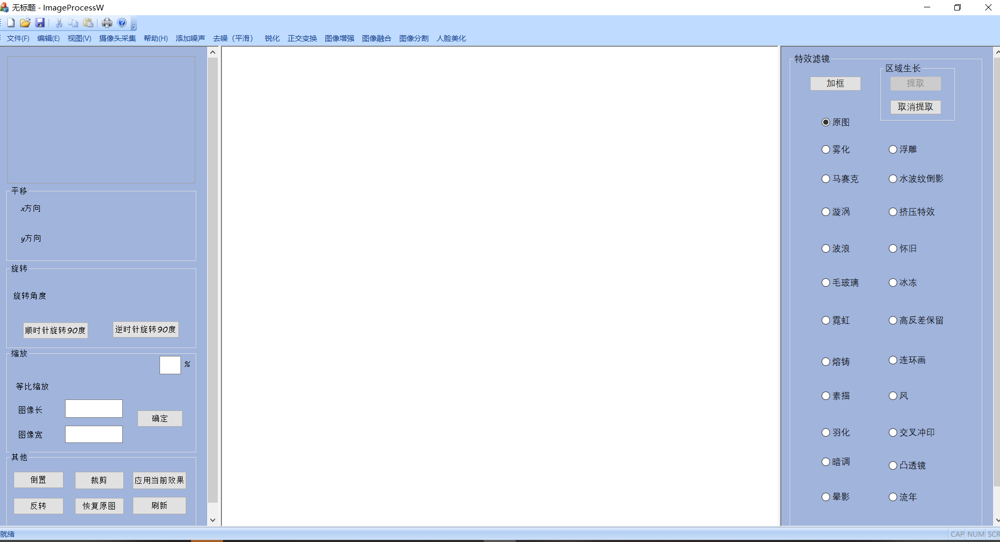 无标题 - ImageProcessW
文件(F) 编辑(E) 视图(V) 摄像头采集 帮助(H) 添加噪声 去噪（平滑） 锐化 正交变换 图像增强 图像融合 图像分割 人脸美化
平移
x方向
y方向
旋转
旋转角度
顺时针旋转90度 逆时针旋转90度
缩放
%
等比缩放
图像长
确定
图像宽
其他
倒置 裁剪 应用当前效果
反转 恢复原图 刷新
特效滤镜
区域生长
加框 提取
取消提取
原图
雾化 浮雕
马赛克 水波纹倒影
漩涡 挤压特效
波浪 怀旧
毛玻璃 冰冻
霓虹 高反差保留
熔铸 连环画
素描 风
羽化 交叉冲印
暗调 凸透镜
晕影 流年
就绪 CAP NUM SCR